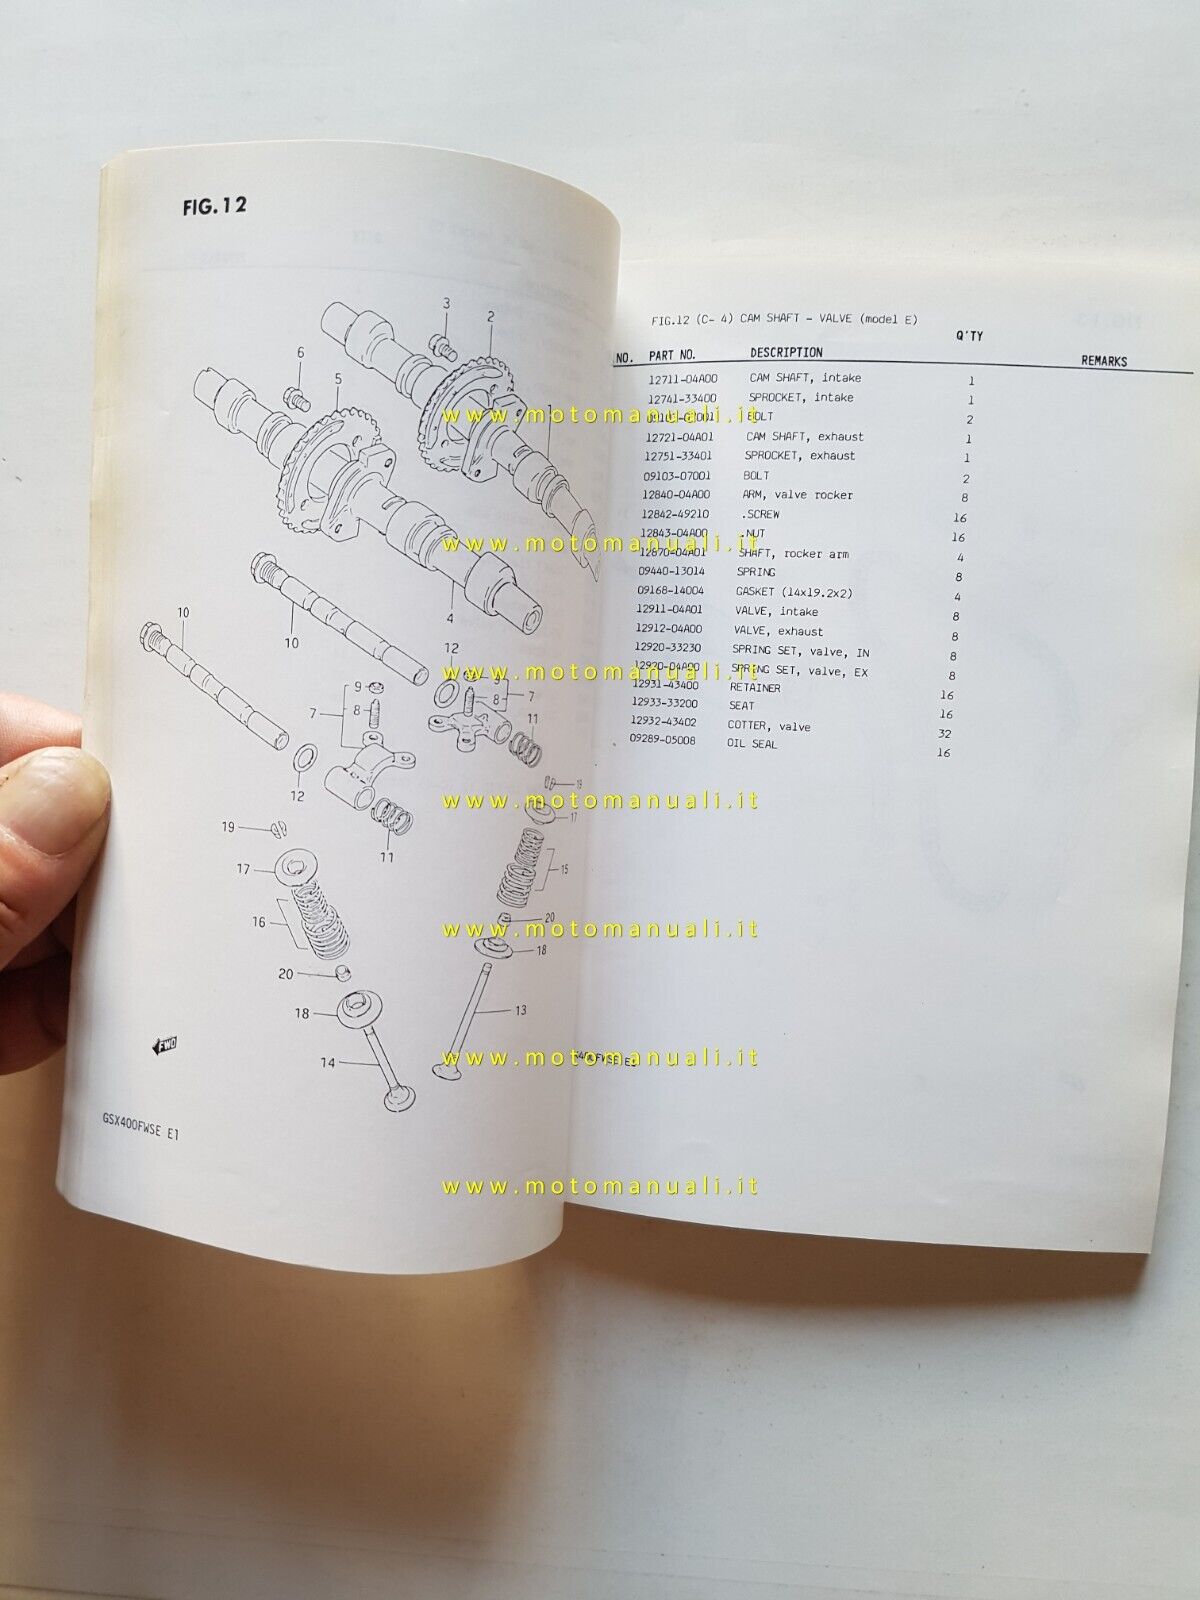 FIG.12
3
2
6
5
4
10
10
12
9
8
7
9
8
7
11
12
11
19
17
15
19
17
16
20
18
20
18
13
14
FWD
GSX400FWSE E1
FIG.12 (C- 4) CAM SHAFT - VALVE (model E)
NO. PART NO. DESCRIPTION Q'TY REMARKS
12711-04A00 CAM SHAFT, intake 1
12741-33400 SPROCKET, intake 1
BOLT 2
12721-04A01 CAM SHAFT, exhaust 1
12751-33401 SPROCKET, exhaust 1
09103-07001 BOLT 2
12840-04A00 ARM, valve rocker 8
12842-49210 .SCREW 16
12843-04A00 .NUT 16
12870-04A01 SHAFT, rocker arm 4
09440-13014 SPRING 8
09168-14004 GASKET (14x19.2x2) 4
12911-04A01 VALVE, intake 8
12912-04A00 VALVE, exhaust 8
12920-33230 SPRING SET, valve, IN 8
12920-04A00 SPRING SET, valve, EX 8
12931-43400 RETAINER 16
12933-33200 SEAT 16
12932-43402 COTTER, valve 32
09289-05008 OIL SEAL 16
400FWSE E1
www.motomanuali.it
www.motomanuali.it
www.motomanuali.it
www.motomanuali.it
www.motomanuali.it
www.motomanuali.it
www.motomanuali.it